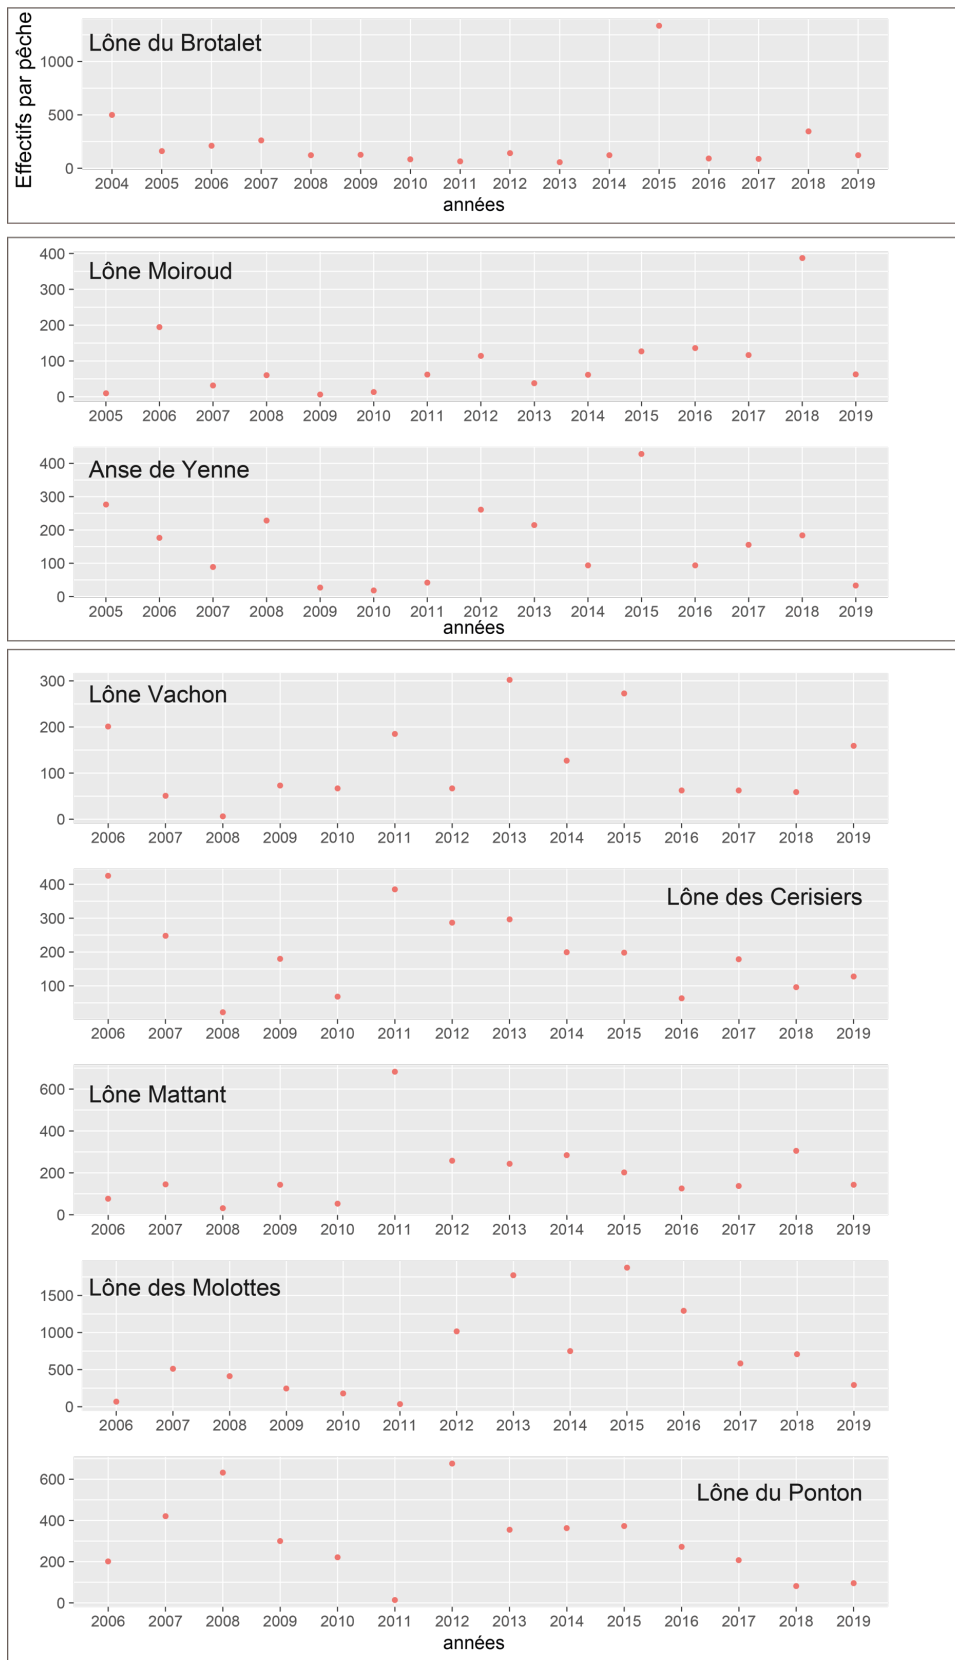 Effectifs par pêche
Lône du Brotalet
1000
500
0
2004 2005 2006 2007 2008 2009 2010 2011 2012 2013 2014 2015 2016 2017 2018 2019
années
Lône Moiroud
400
300
200
100
0
2005 2006 2007 2008 2009 2010 2011 2012 2013 2014 2015 2016 2017 2018 2019
Anse de Yenne
400
300
200
100
0
2005 2006 2007 2008 2009 2010 2011 2012 2013 2014 2015 2016 2017 2018 2019
années
Lône Vachon
300
200
100
0
2006 2007 2008 2009 2010 2011 2012 2013 2014 2015 2016 2017 2018 2019
Lône des Cerisiers
400
300
200
100
2006 2007 2008 2009 2010 2011 2012 2013 2014 2015 2016 2017 2018 2019
Lône Mattant
600
400
200
0
2006 2007 2008 2009 2010 2011 2012 2013 2014 2015 2016 2017 2018 2019
Lône des Molottes
1500
1000
500
0
2006 2007 2008 2009 2010 2011 2012 2013 2014 2015 2016 2017 2018 2019
Lône du Ponton
600
400
200
0
2006 2007 2008 2009 2010 2011 2012 2013 2014 2015 2016 2017 2018 2019
années